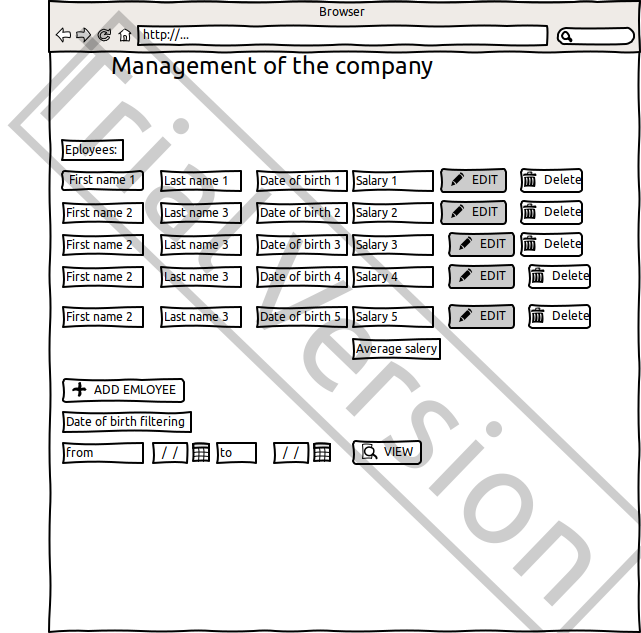 Browser
http://...
Management of the company
Eployees:
First name 1 Last name 1 Date of birth 1 Salary 1 EDIT Delete
First name 2 Last name 3 Date of birth 2 Salary 2 EDIT Delete
First name 2 Last name 3 Date of birth 3 Salary 3 EDIT Delete
First name 2 Last name 3 Date of birth 4 Salary 4 EDIT Delete
First name 2 Last name 3 Date of birth 5 Salary 5 EDIT Delete
Average salery
ADD EMLOYEE
Date of birth filtering
from / / to / / VIEW
Trial Version